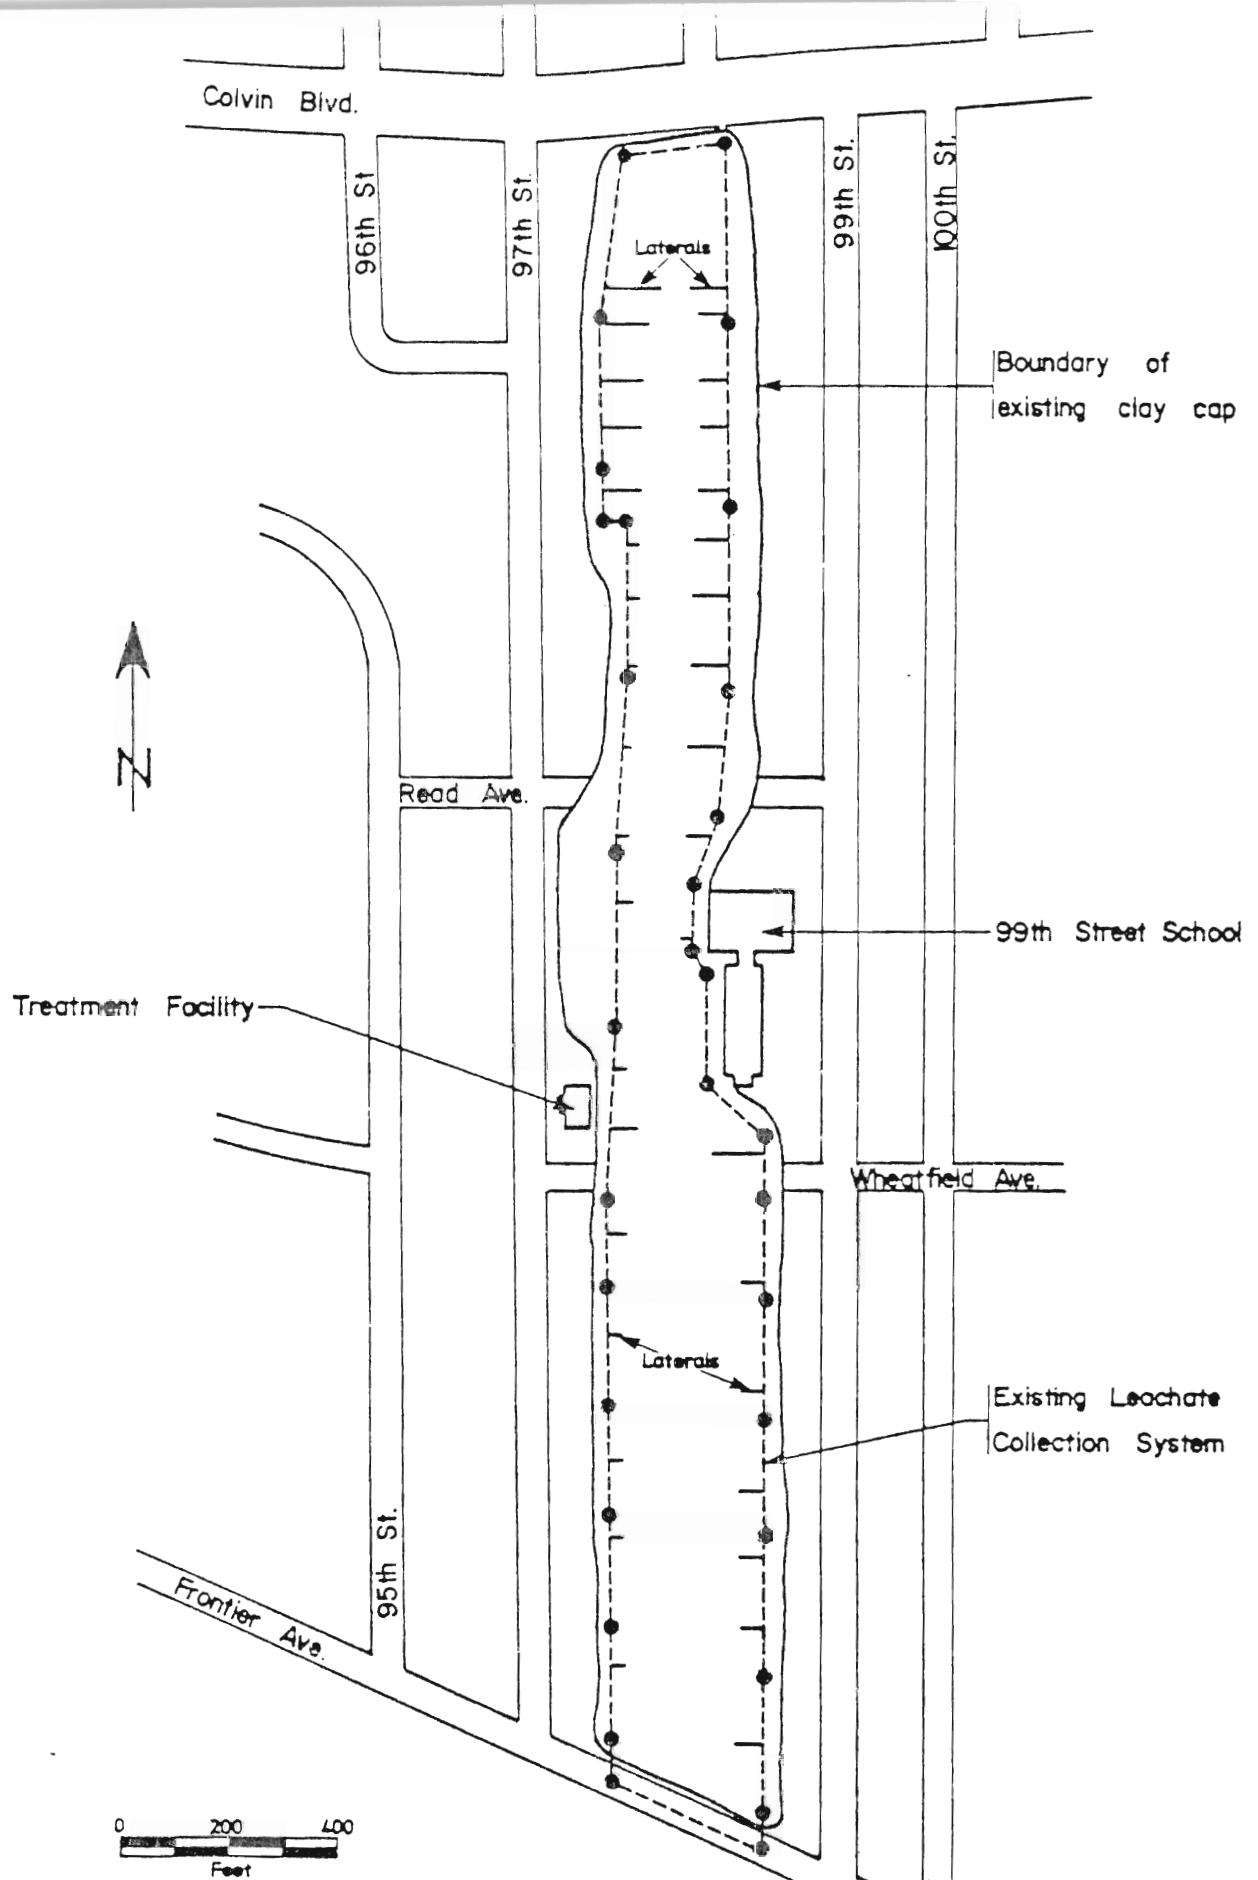 Colvin Blvd.
96th St
97th St.
99th St.
100th St.
Laterals
Boundary of
existing clay cap
N
Read Ave.
99th Street School
Treatment Facility
Wheatfield Ave.
Laterals
Existing Leachate
Collection System
95th St.
Frontier Ave.
0 200 400
Feet